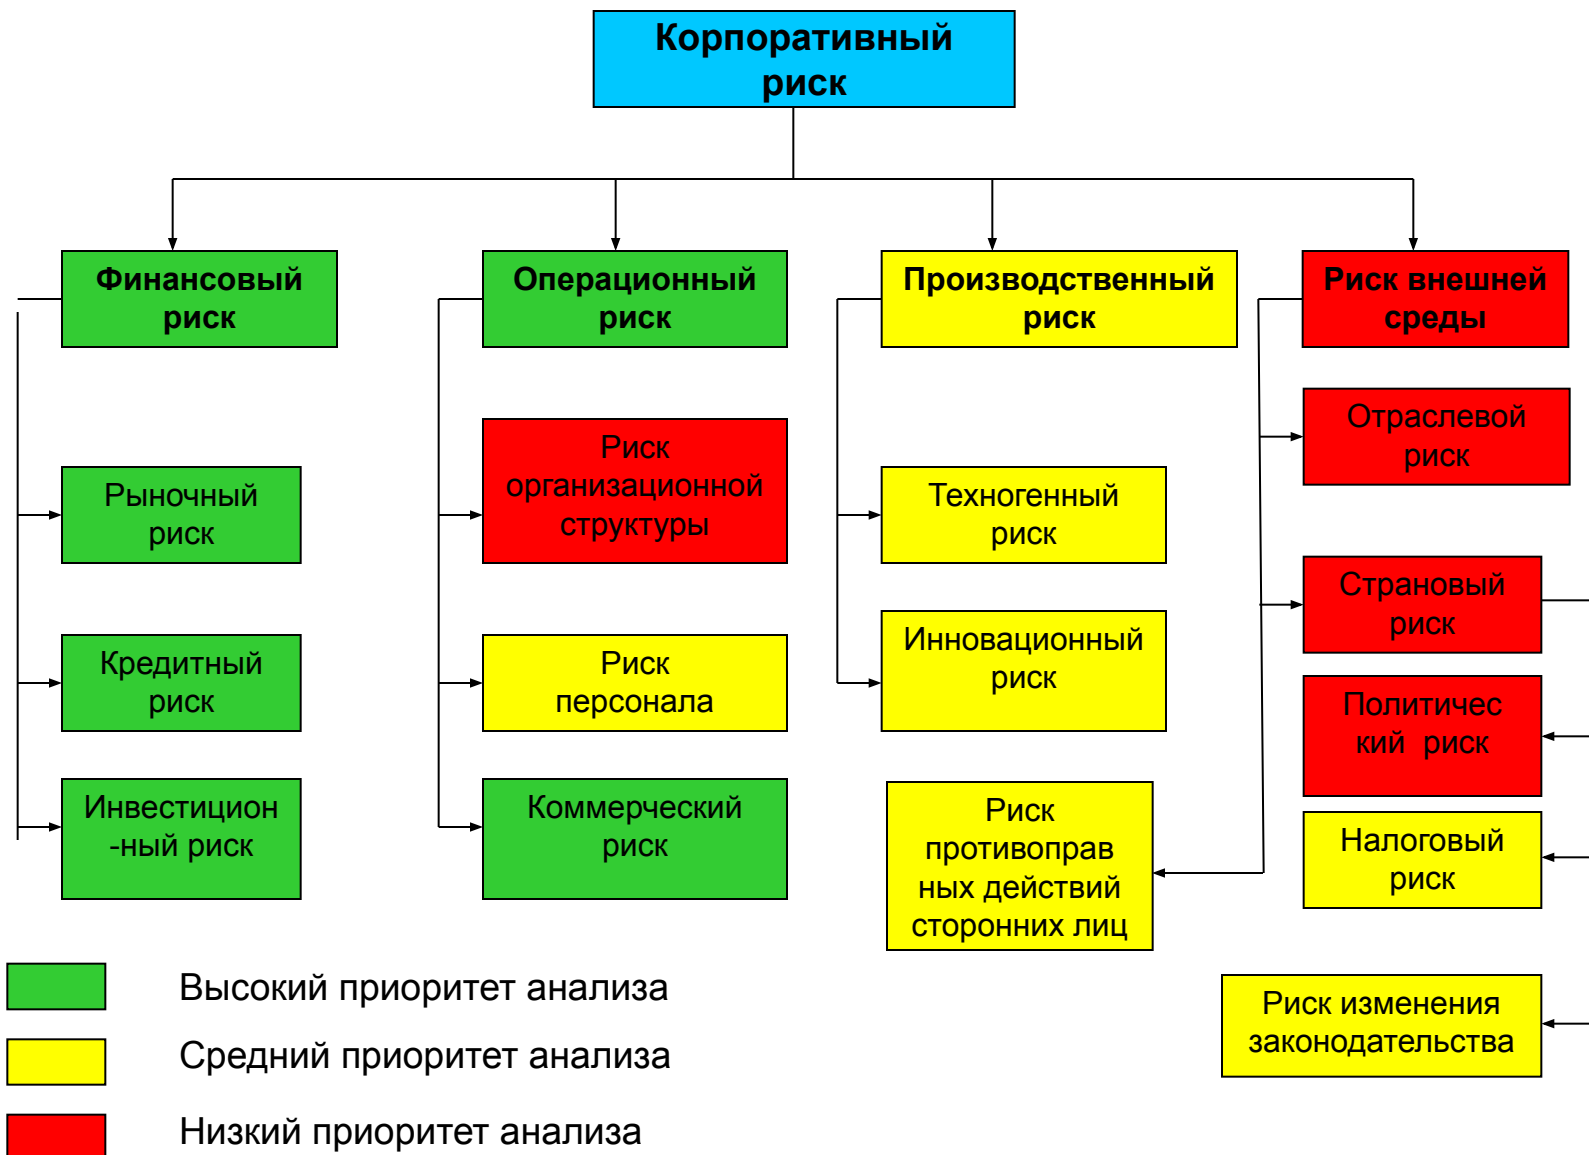 Корпоративный
риск
Финансовый
риск
Операционный
риск
Производственный
риск
Риск внешней
среды
Рыночный
риск
Кредитный
риск
Инвестицион
-ный риск
Риск
организационной
структуры
Риск
персонала
Коммерческий
риск
Техногенный
риск
Инновационный
риск
Риск
противоправ
ных действий
сторонних лиц
Отраслевой
риск
Страновый
риск
Политичес
кий риск
Налоговый
риск
Риск изменения
законодательства
Высокий приоритет анализа
Средний приоритет анализа
Низкий приоритет анализа